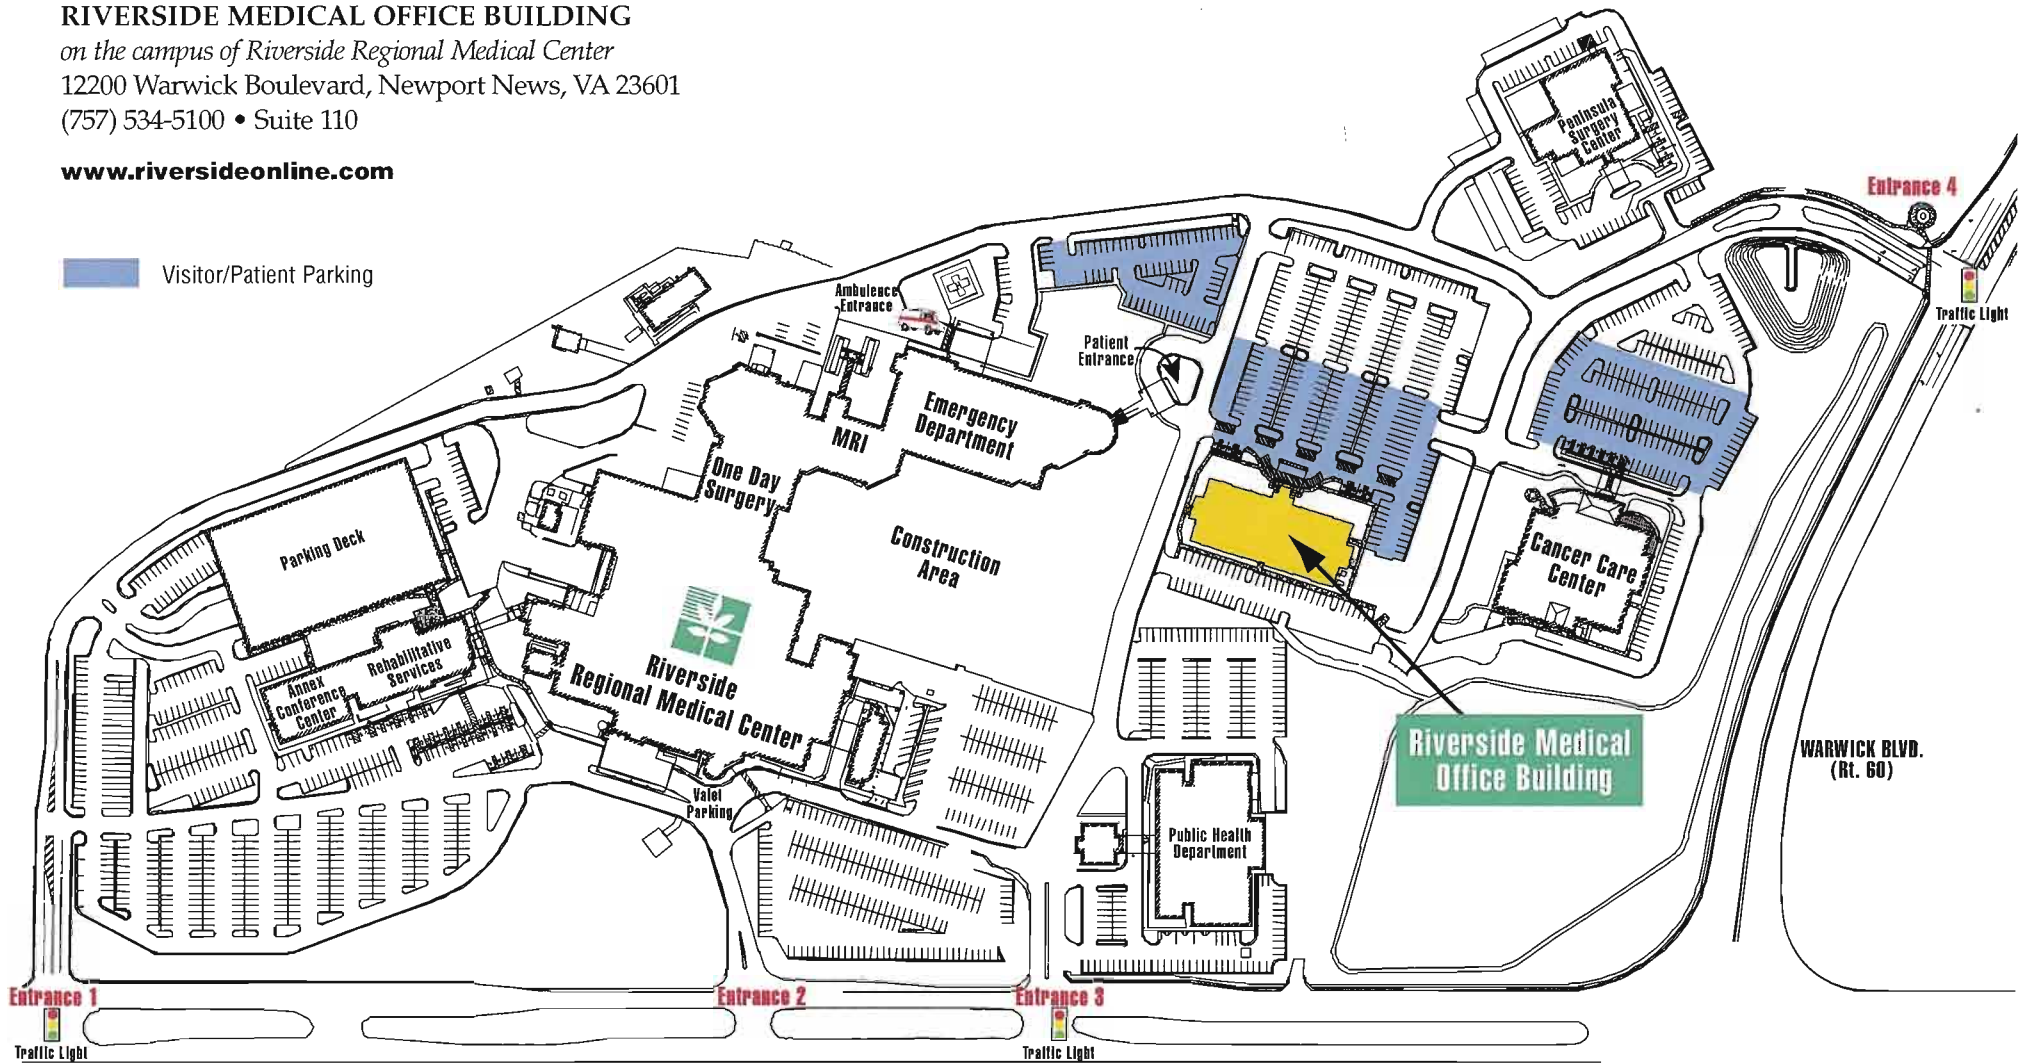 RIVERSIDE MEDICAL OFFICE BUILDING
on the campus of Riverside Regional Medical Center
12200 Warwick Boulevard, Newport News, VA 23601
(757) 534-5100 • Suite 110
www.riversideonline.com
Visitor/Patient Parking
Peninsula
Surgery
Center
Entrance 4
Traffic Light
Ambulence
Entrance
Patient
Entrance
Emergency
Department
MRI
One Day
Surgery
Construction
Area
Parking Deck
Cancer Care
Center
Rehabilitative
Services
Annex
Conference
Center
Riverside
Regional Medical Center
Riverside Medical
Office Building
WARWICK BLVD.
(Rt. 60)
Valet
Parking
Public Health
Department
Entrance 1
Traffic Light
Entrance 2
Entrance 3
Traffic Light